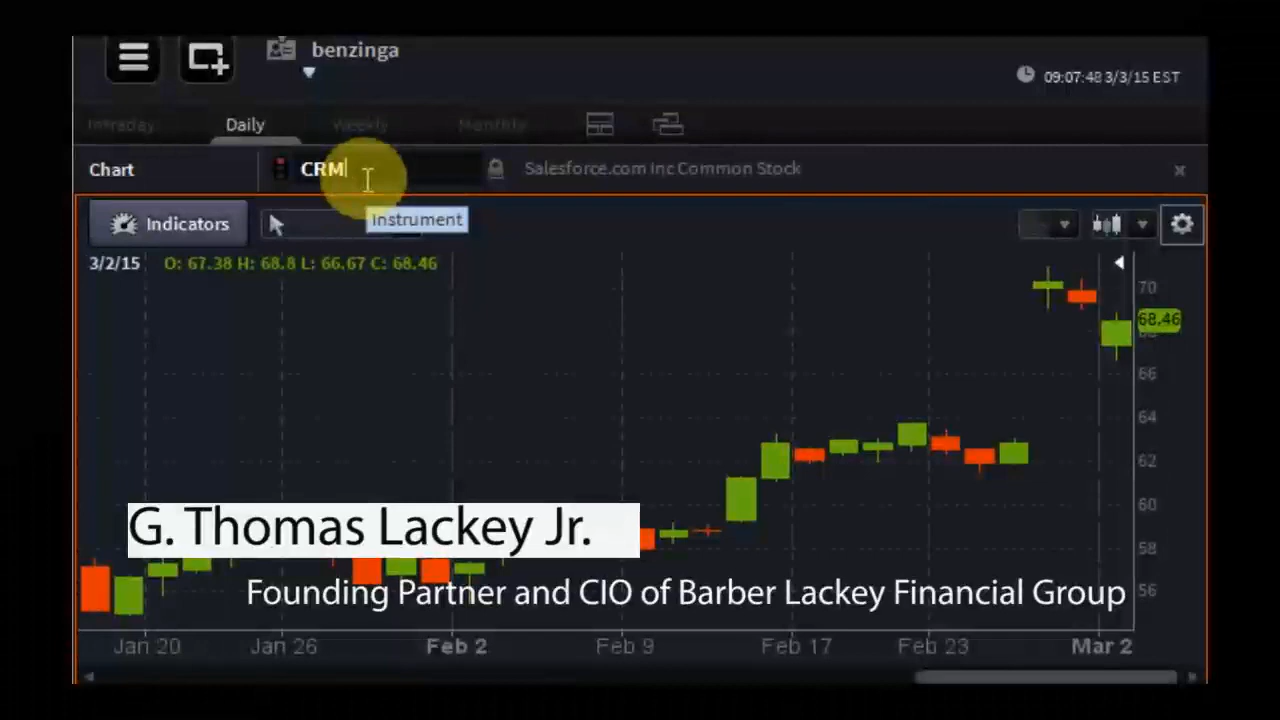 benzinga
09:07:48 3/3/15 EST
Intraday Daily Weekly Monthly
Chart CRM Salesforce.com Inc Common Stock
Indicators Instrument
3/2/15 O: 67.38 H: 68.8 L: 66.67 C: 68.46
70
68.46
66
64
62
60
58
56
G. Thomas Lackey Jr.
Founding Partner and CIO of Barber Lackey Financial Group
Jan 20 Jan 26 Feb 2 Feb 9 Feb 17 Feb 23 Mar 2